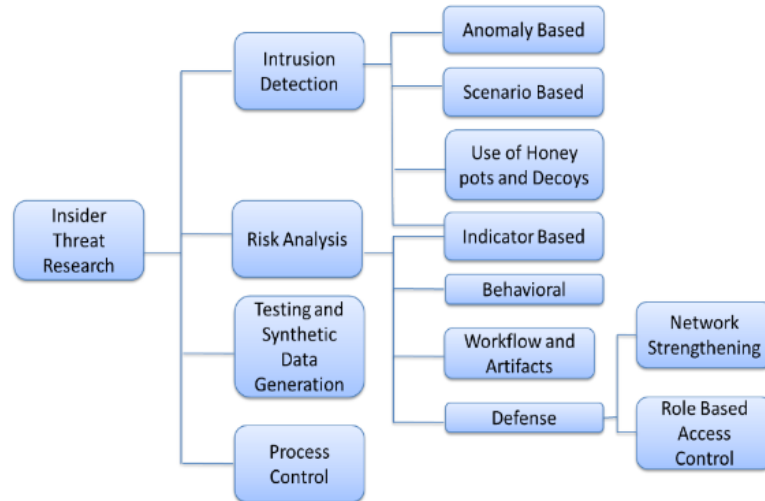 Anomaly Based
Intrusion
Detection
Scenario Based
Use of Honey
pots and Decoys
Insider
Threat
Research
Risk Analysis
Indicator Based
Behavioral
Testing and
Synthetic
Data
Generation
Workflow and
Artifacts
Network
Strengthening
Defense
Role Based
Access
Control
Process
Control